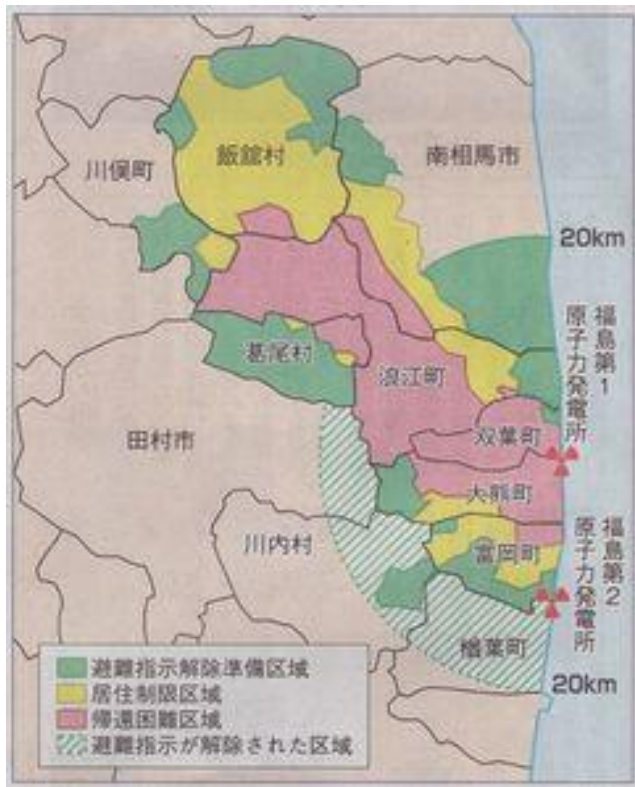 飯舘村
川俣町
南相馬市
20km
福島第1
原子力発電所
葛尾村
浪江町
双葉町
田村市
大熊町
川内村
富岡町
福島第2
原子力発電所
楢葉町
20km
避難指示解除準備区域
居住制限区域
帰還困難区域
避難指示が解除された区域